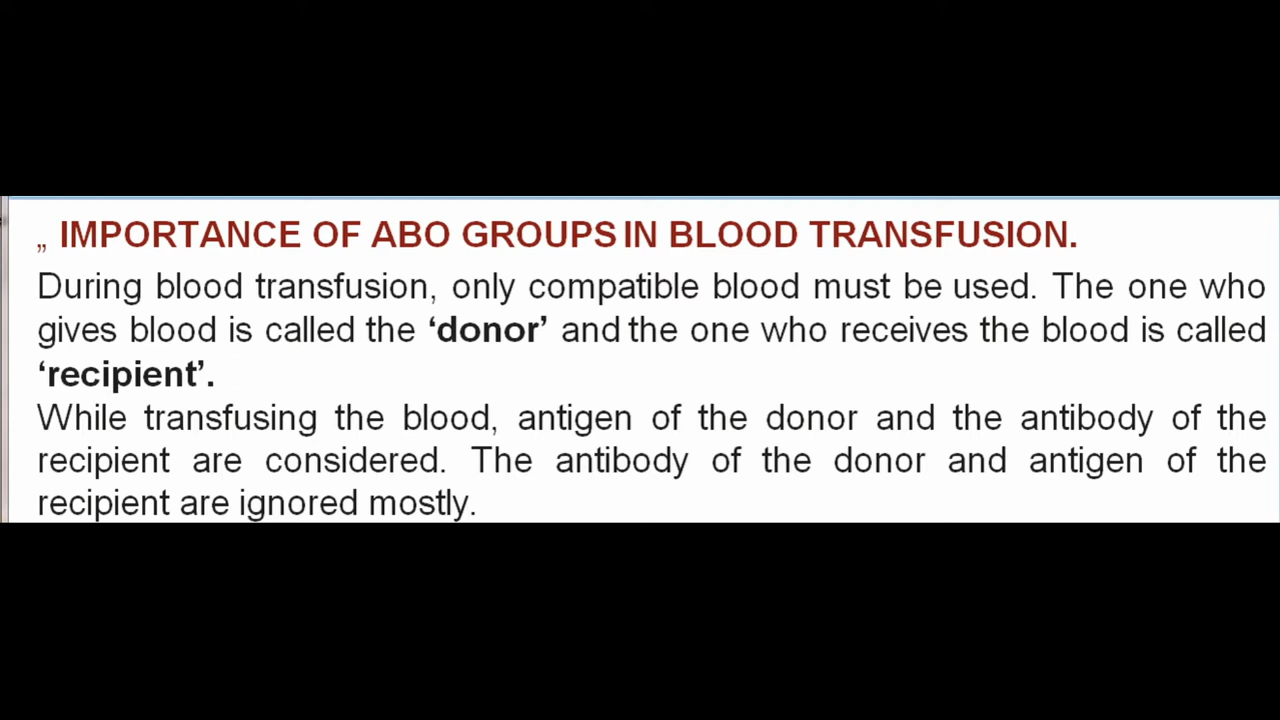 „ IMPORTANCE OF ABO GROUPS IN BLOOD TRANSFUSION.
During blood transfusion, only compatible blood must be used. The one who
gives blood is called the ‘donor’ and the one who receives the blood is called
‘recipient’.
While transfusing the blood, antigen of the donor and the antibody of the
recipient are considered. The antibody of the donor and antigen of the
recipient are ignored mostly.